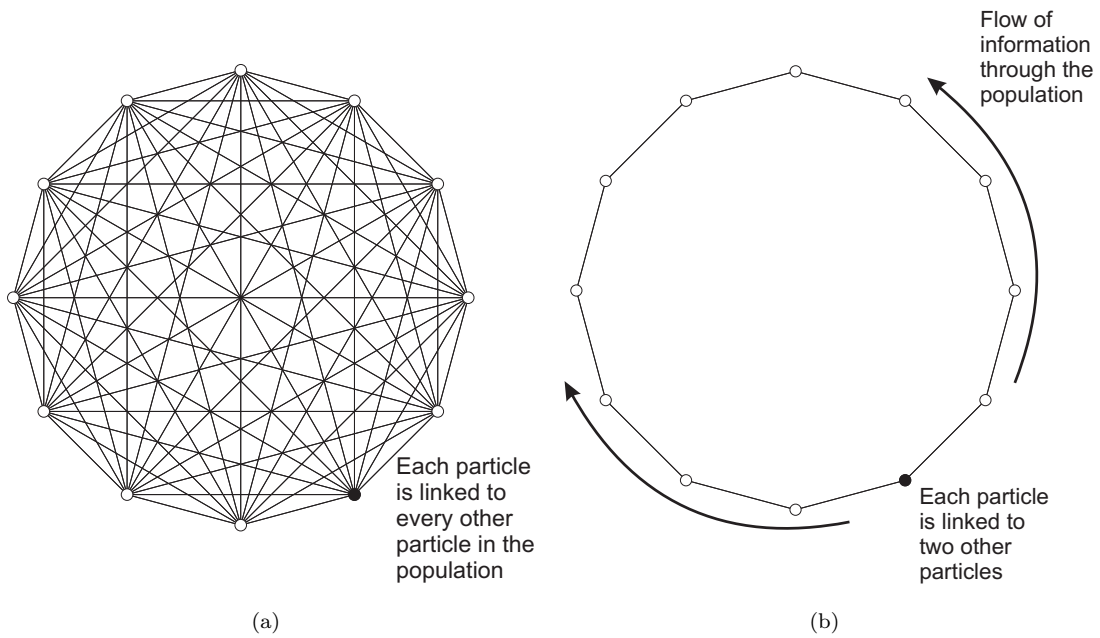 Flow of
information
through the
population
Each particle
is linked to
every other
particle in the
population
Each particle
is linked to
two other
particles
(a)
(b)